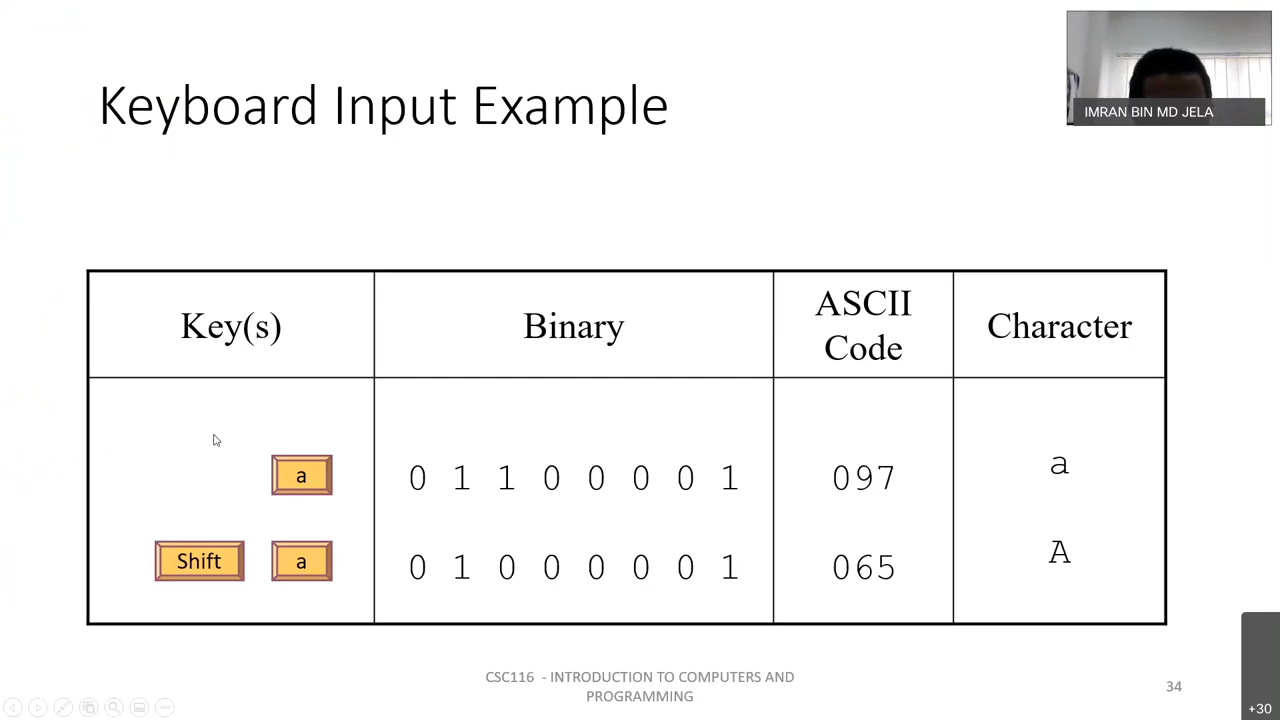 Keyboard Input Example
IMRAN BIN MD JELA
Key(s) Binary ASCII Code Character
a 0 1 1 0 0 0 0 1 097 a
Shift a 0 1 0 0 0 0 0 1 065 A
CSC116 - INTRODUCTION TO COMPUTERS AND
PROGRAMMING
34
+30